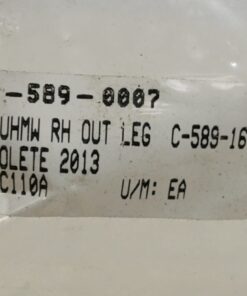 -589-0007
UHMW RH OUT LEG C-589-16
OLETE 2013
C110A U/M: EA